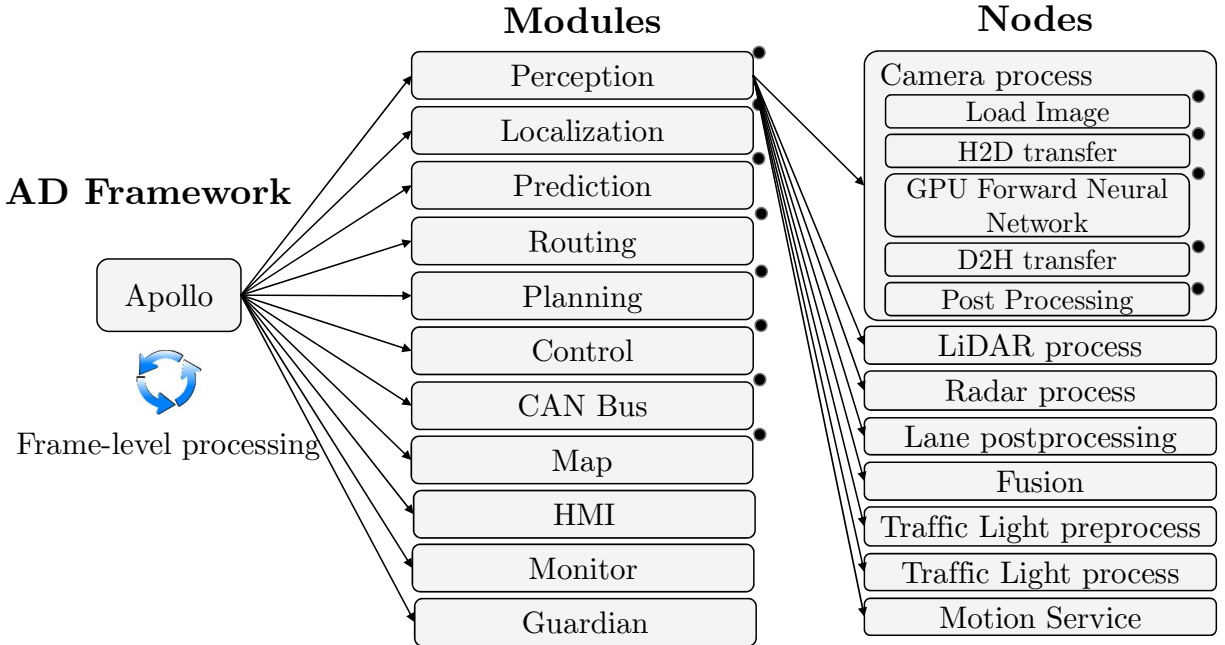 AD Framework
Apollo
Frame-level processing
Modules
Perception
Localization
Prediction
Routing
Planning
Control
CAN Bus
Map
HMI
Monitor
Guardian
Nodes
Camera process
Load Image
H2D transfer
GPU Forward Neural
Network
D2H transfer
Post Processing
LiDAR process
Radar process
Lane postprocessing
Fusion
Traffic Light preprocess
Traffic Light process
Motion Service